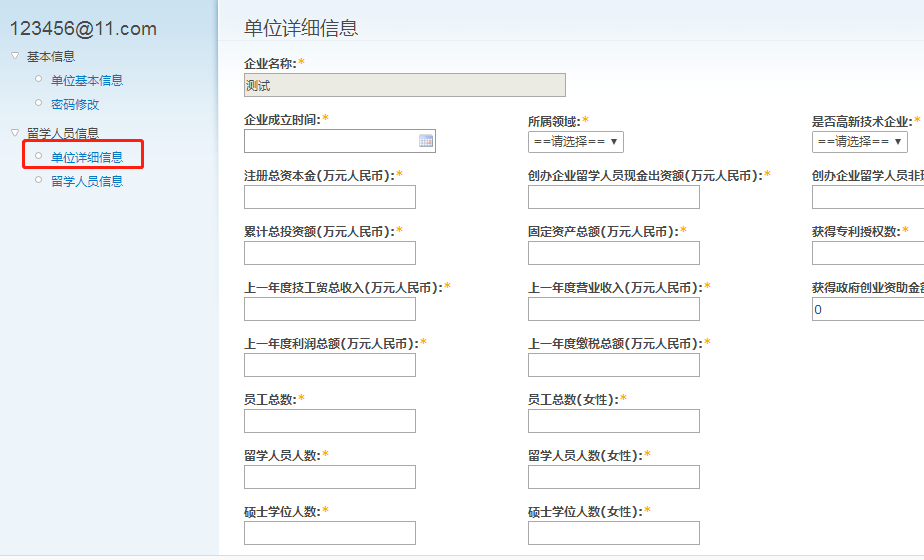 123456@11.com
基本信息
单位基本信息
密码修改
留学人员信息
单位详细信息
留学人员信息
单位详细信息
企业名称:*
测试
企业成立时间:* 所属领域:* 是否高新技术企业:*
==请选择== ==请选择==
注册总资本金(万元人民币):* 创办企业留学人员现金出资额(万元人民币):* 创办企业留学人员非现
累计总投资额(万元人民币):* 固定资产总额(万元人民币):* 获得专利授权数:*
上一年度技工贸总收入(万元人民币):* 上一年度营业收入(万元人民币):* 获得政府创业资助金额
0
上一年度利润总额(万元人民币):* 上一年度缴税总额(万元人民币):*
员工总数:* 员工总数(女性):*
留学人员人数:* 留学人员人数(女性):*
硕士学位人数:* 硕士学位人数(女性):*